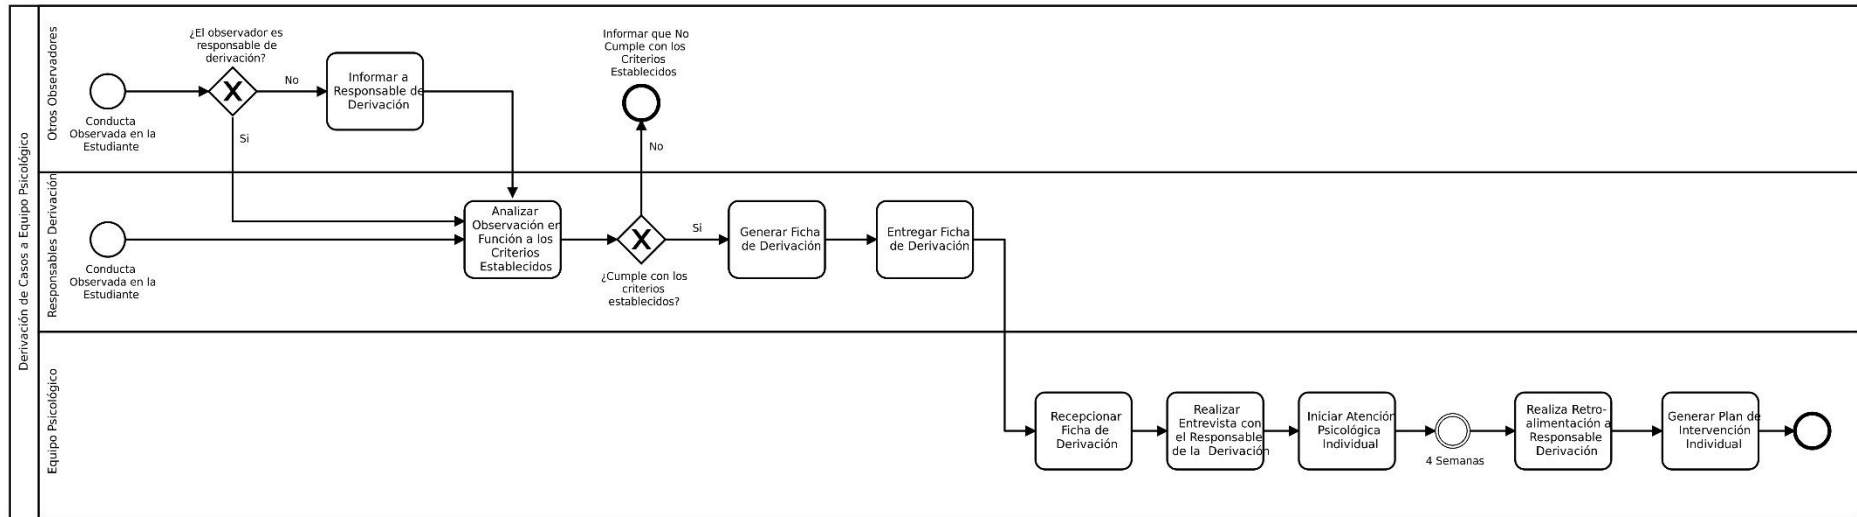 Derivación de Casos a Equipo Psicológico
Otros Observadores
Conducta
Observada en la
Estudiante
¿El observador es
responsable de
derivación?
No
Si
Informar a
Responsable de
Derivación
Informar que No
Cumple con los
Criterios
Establecidos
No
Responsables Derivación
Conducta
Observada en la
Estudiante
Analizar
Observación en
Función a los
Criterios
Establecidos
¿Cumple con los
criterios
establecidos?
Si
Generar Ficha
de Derivación
Entregar Ficha
de Derivación
Equipo Psicológico
Recepcionar
Ficha de
Derivación
Realizar
Entrevista con
el Responsable
de la Derivación
Iniciar Atención
Psicológica
Individual
4 Semanas
Realiza Retro-
alimentación a
Responsable
Derivación
Generar Plan de
Intervención
Individual